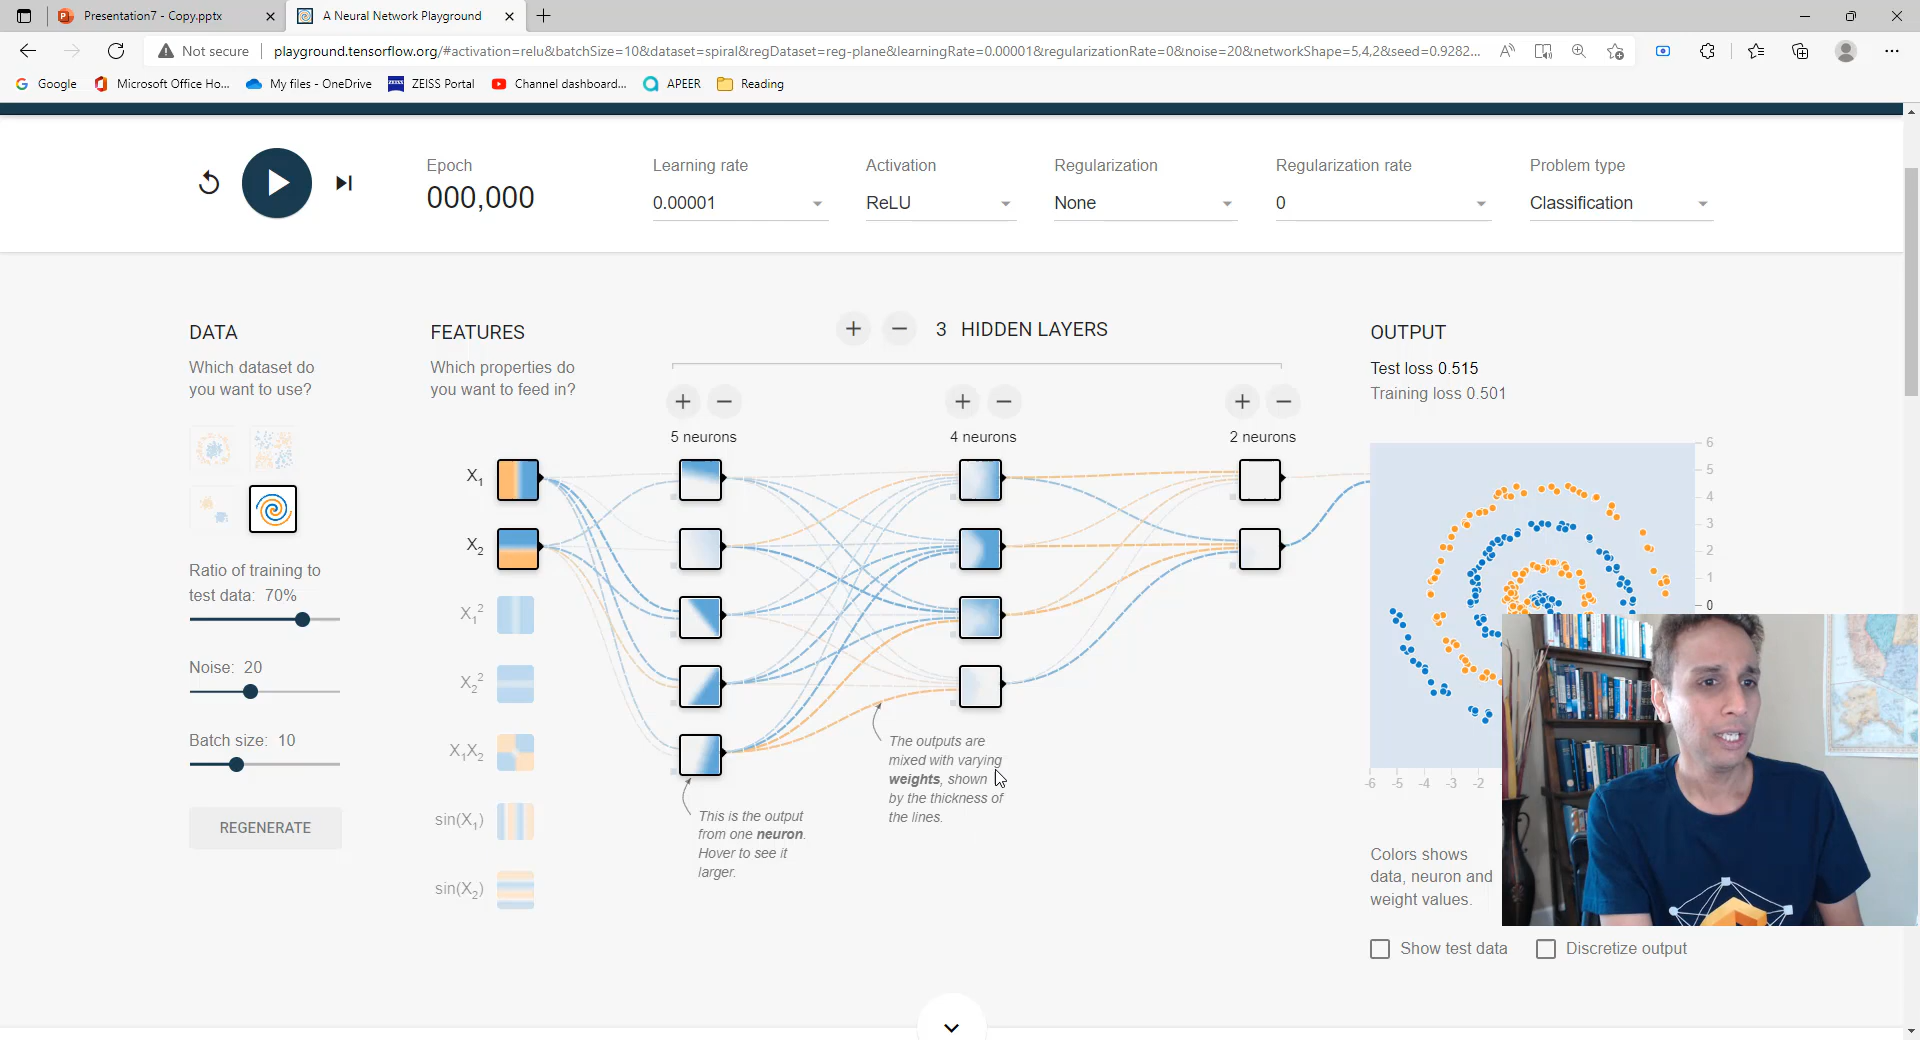 Presentation7 - Copy.pptx
A Neural Network Playground
Not secure
playground.tensorflow.org/#activation=relu&batchSize=10&dataset=spiral&regDataset=reg-plane&learningRate=0.00001&regularizationRate=0&noise=20&networkShape=5,4,2&seed=0.9282...
Google
Microsoft Office Ho...
My files - OneDrive
ZEISS Portal
Channel dashboard...
APEER
Reading
Epoch
000,000
Learning rate
0.00001
Activation
ReLU
Regularization
None
Regularization rate
0
Problem type
Classification
DATA
Which dataset do
you want to use?
Ratio of training to
test data: 70%
Noise: 20
Batch size: 10
REGENERATE
FEATURES
Which properties do
you want to feed in?
X₁
X₂
X₁²
X₂²
X₁X₂
sin(X₁)
sin(X₂)
+ − 3 HIDDEN LAYERS
+ −
5 neurons
+ −
4 neurons
+ −
2 neurons
This is the output
from one neuron.
Hover to see it
larger.
The outputs are
mixed with varying
weights, shown
by the thickness of
the lines.
OUTPUT
Test loss 0.515
Training loss 0.501
6
5
4
3
2
1
0
-6 -5 -4 -3 -2
Colors shows
data, neuron and
weight values.
Show test data
Discretize output